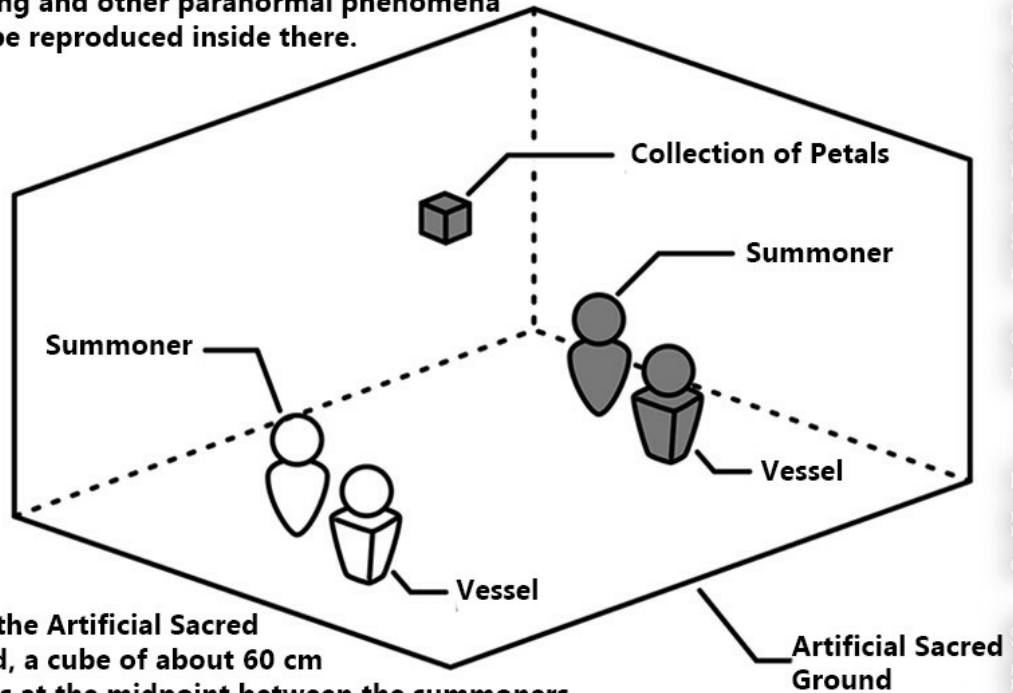 ng and other paranormal phenomena
be reproduced inside there.
Collection of Petals
Summoner
Summoner
Vessel
Vessel
the Artificial Sacred
d, a cube of about 60 cm
s at the midpoint between the summoners
Artificial Sacred
Ground